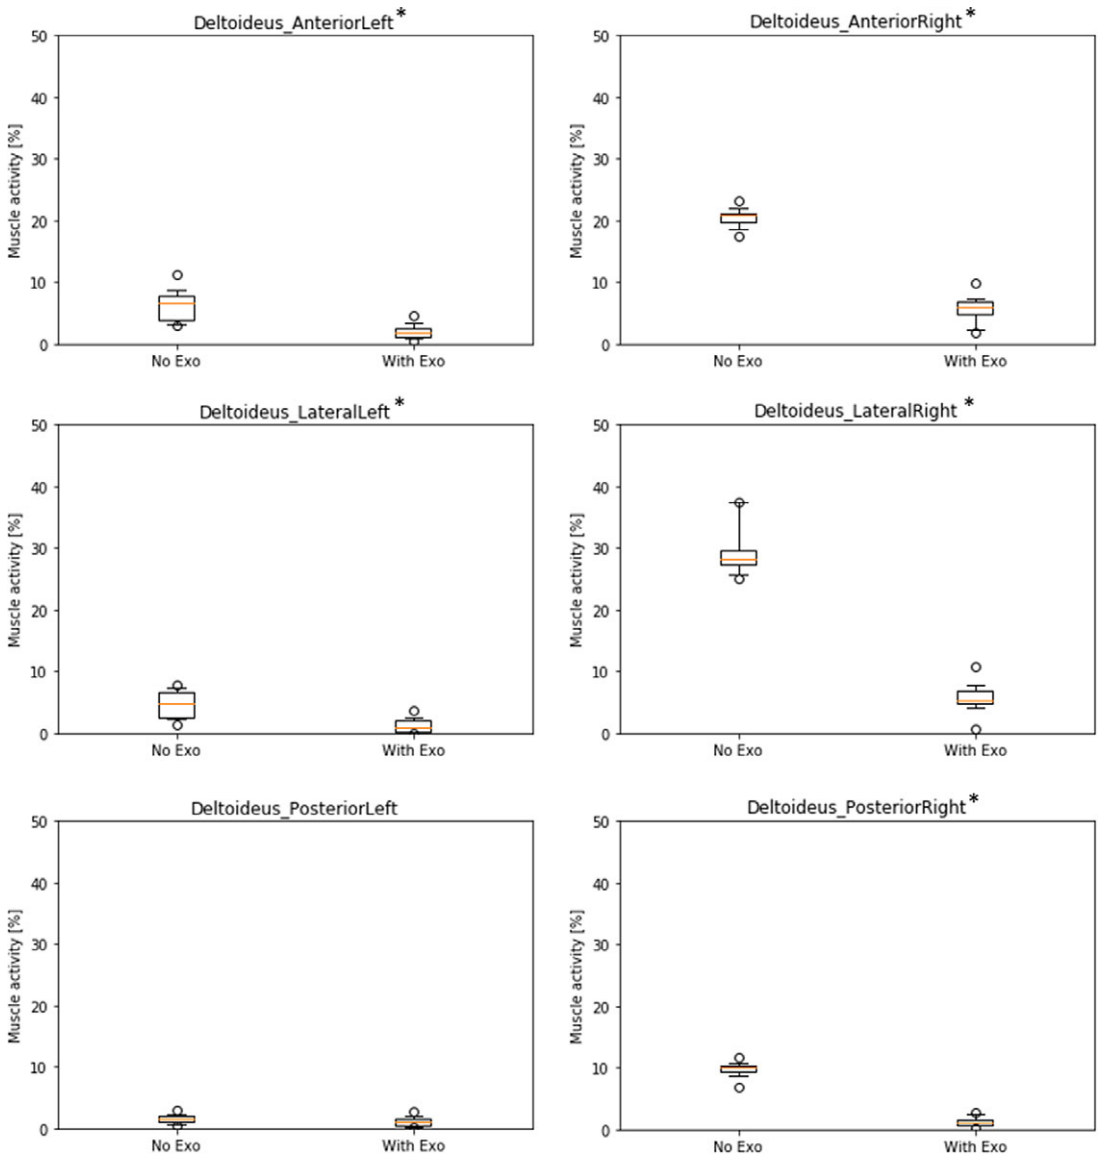 Deltoideus_AnteriorLeft *
50
40
30
20
10
0
Muscle activity [%]
No Exo With Exo
Deltoideus_AnteriorRight *
50
40
30
20
10
0
Muscle activity [%]
No Exo With Exo
Deltoideus_LateralLeft *
50
40
30
20
10
0
Muscle activity [%]
No Exo With Exo
Deltoideus_LateralRight *
50
40
30
20
10
0
Muscle activity [%]
No Exo With Exo
Deltoideus_PosteriorLeft
50
40
30
20
10
0
Muscle activity [%]
No Exo With Exo
Deltoideus_PosteriorRight *
50
40
30
20
10
0
Muscle activity [%]
No Exo With Exo